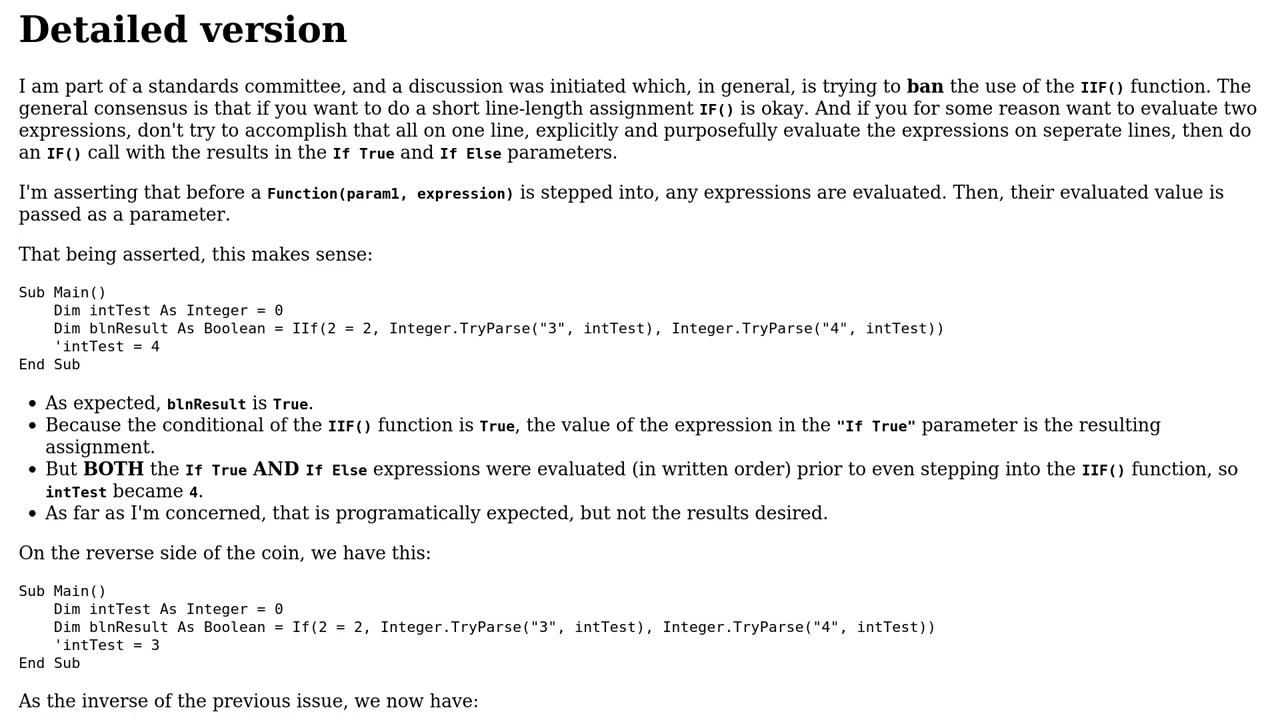 Detailed version
I am part of a standards committee, and a discussion was initiated which, in general, is trying to ban the use of the IIF() function. The
general consensus is that if you want to do a short line-length assignment IF() is okay. And if you for some reason want to evaluate two
expressions, don't try to accomplish that all on one line, explicitly and purposefully evaluate the expressions on seperate lines, then do
an IF() call with the results in the If True and If Else parameters.
I'm asserting that before a Function(param1, expression) is stepped into, any expressions are evaluated. Then, their evaluated value is
passed as a parameter.
That being asserted, this makes sense:
Sub Main()
    Dim intTest As Integer = 0
    Dim blnResult As Boolean = IIf(2 = 2, Integer.TryParse("3", intTest), Integer.TryParse("4", intTest))
    'intTest = 4
End Sub
• As expected, blnResult is True.
• Because the conditional of the IIF() function is True, the value of the expression in the "If True" parameter is the resulting
assignment.
• But BOTH the If True AND If Else expressions were evaluated (in written order) prior to even stepping into the IIF() function, so
intTest became 4.
• As far as I'm concerned, that is programatically expected, but not the results desired.
On the reverse side of the coin, we have this:
Sub Main()
    Dim intTest As Integer = 0
    Dim blnResult As Boolean = If(2 = 2, Integer.TryParse("3", intTest), Integer.TryParse("4", intTest))
    'intTest = 3
End Sub
As the inverse of the previous issue, we now have: